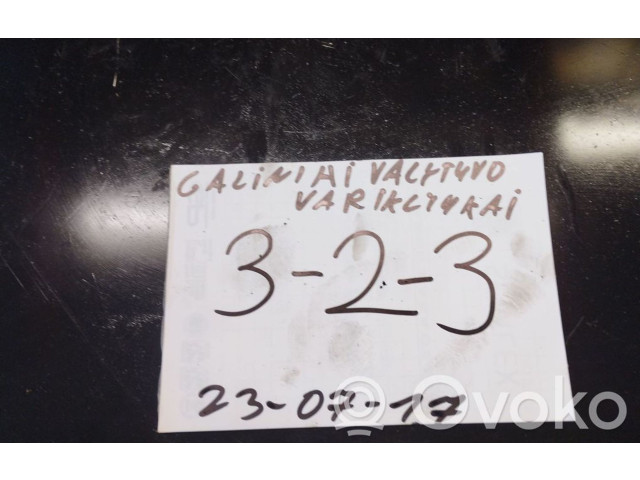 GALINIAI VALYTUVO
VARIKLIUKAI
3-2-3
23-07-17
OVOKO